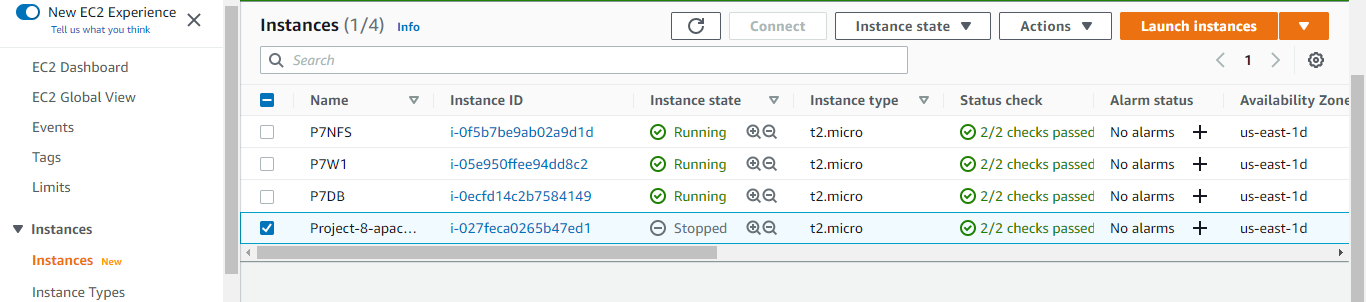 New EC2 Experience
Tell us what you think
EC2 Dashboard
EC2 Global View
Events
Tags
Limits
Instances
Instances New
Instance Types
Instances (1/4) Info
Connect
Instance state
Actions
Launch instances
Search
1
Name Instance ID Instance state Instance type Status check Alarm status Availability Zone
P7NFS i-0f5b7be9ab02a9d1d Running t2.micro 2/2 checks passed No alarms + us-east-1d
P7W1 i-05e950ffee94dd8c2 Running t2.micro 2/2 checks passed No alarms + us-east-1d
P7DB i-0ecfd14c2b7584149 Running t2.micro 2/2 checks passed No alarms + us-east-1d
Project-8-apac... i-027feca0265b47ed1 Stopped t2.micro 2/2 checks passed No alarms + us-east-1d